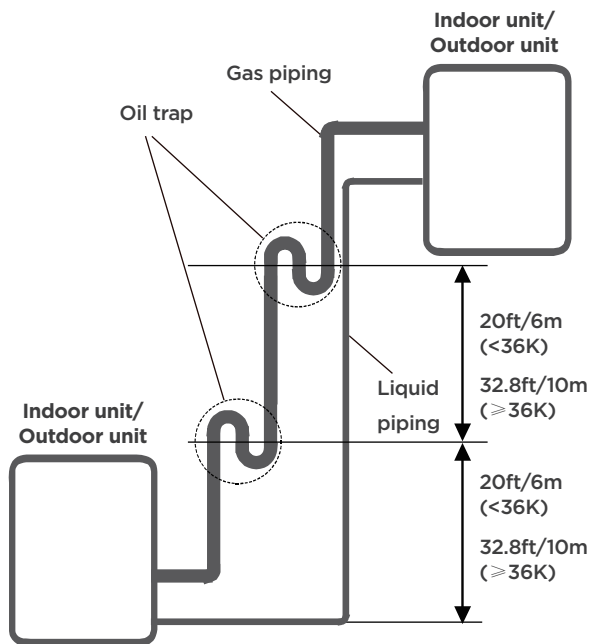 Indoor unit/
Outdoor unit
Gas piping
Oil trap
20ft/6m
(<36K)
32.8ft/10m
(⩾36K)
Liquid
piping
Indoor unit/
Outdoor unit
20ft/6m
(<36K)
32.8ft/10m
(⩾36K)